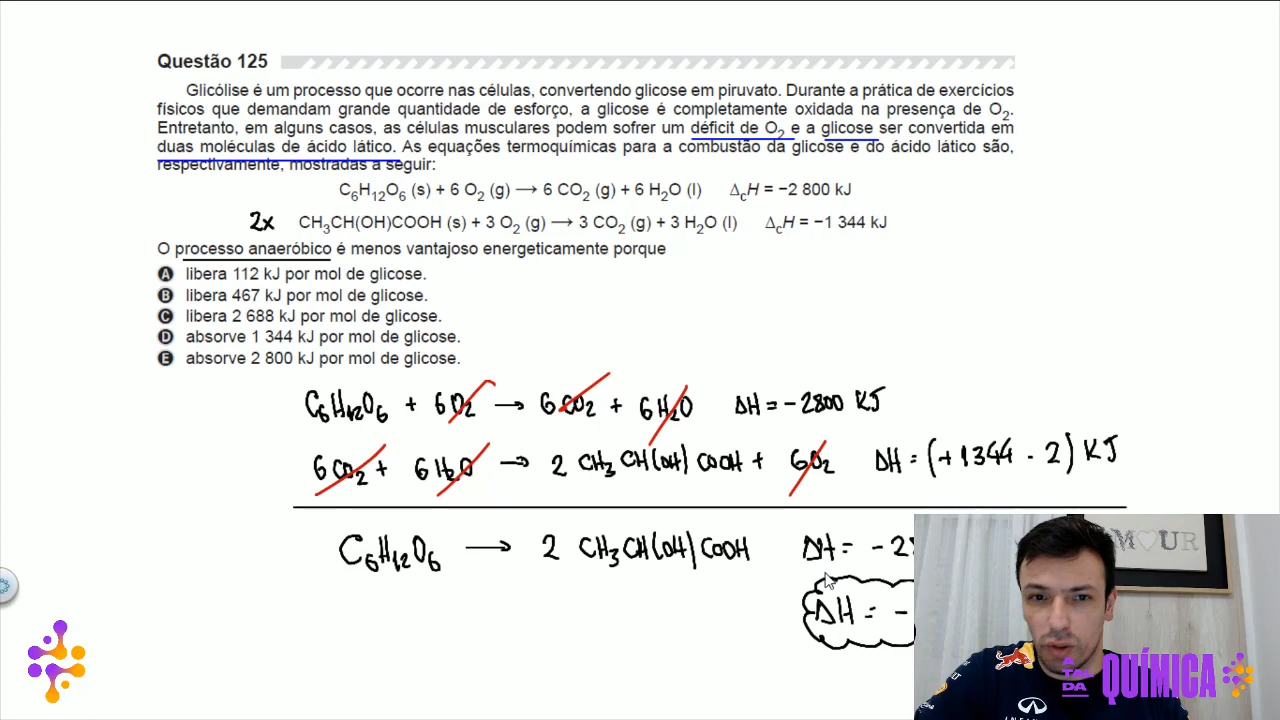 Questão 125
Glicólise é um processo que ocorre nas células, convertendo glicose em piruvato. Durante a prática de exercícios
físicos que demandam grande quantidade de esforço, a glicose é completamente oxidada na presença de O₂.
Entretanto, em alguns casos, as células musculares podem sofrer um déficit de O₂ e a glicose ser convertida em
duas moléculas de ácido lático. As equações termoquímicas para a combustão da glicose e do ácido lático são,
respectivamente, mostradas a seguir:
C₆H₁₂O₆ (s) + 6 O₂ (g) ⟶ 6 CO₂ (g) + 6 H₂O (l) Δ_cH = −2 800 kJ
2x CH₃CH(OH)COOH (s) + 3 O₂ (g) ⟶ 3 CO₂ (g) + 3 H₂O (l) Δ_cH = −1 344 kJ
O processo anaeróbico é menos vantajoso energeticamente porque
A libera 112 kJ por mol de glicose.
B libera 467 kJ por mol de glicose.
C libera 2 688 kJ por mol de glicose.
D absorve 1 344 kJ por mol de glicose.
E absorve 2 800 kJ por mol de glicose.
C₆H₁₂O₆ + 6O₂ → 6CO₂ + 6H₂O ΔH = -2800 KJ
6CO₂ + 6H₂O → 2 CH₃CH(OH)COOH + 6O₂ ΔH = (+1344 · 2) KJ
C₆H₁₂O₆ → 2 CH₃CH(OH)COOH ΔH = -2
ΔH = -
AMOUR
INFINITI
A TAL DA QUÍMICA